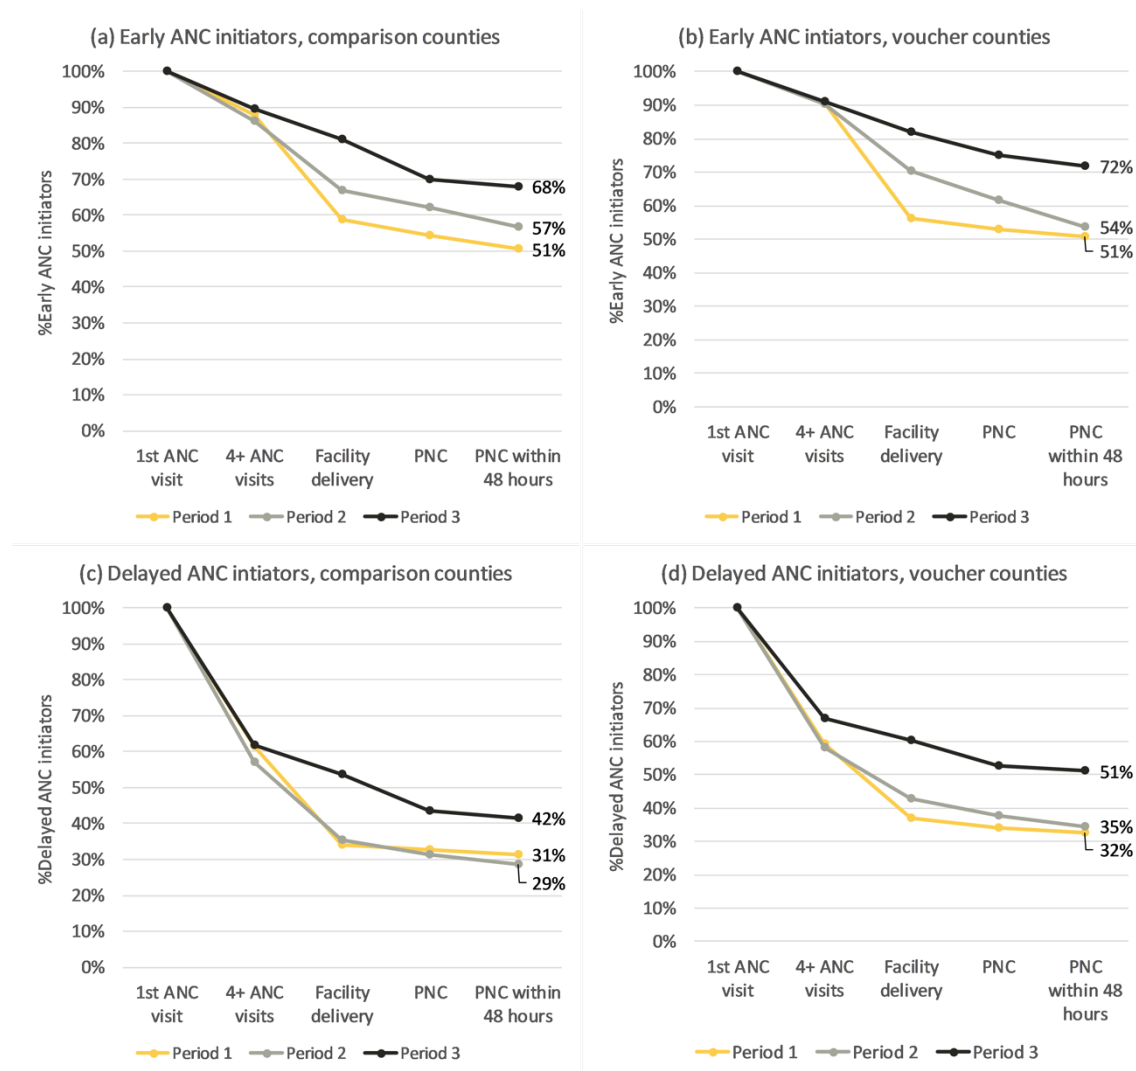 (a) Early ANC initiators, comparison counties
100%
90%
80%
70%
60%
50%
40%
30%
20%
10%
0%
%Early ANC initiators
68%
57%
51%
1st ANC visit
4+ ANC visits
Facility delivery
PNC
PNC within 48 hours
Period 1
Period 2
Period 3
(b) Early ANC intiators, voucher counties
100%
90%
80%
70%
60%
50%
40%
30%
20%
10%
0%
%Early ANC initiators
72%
54%
51%
1st ANC visit
4+ ANC visits
Facility delivery
PNC
PNC within 48 hours
Period 1
Period 2
Period 3
(c) Delayed ANC intiators, comparison counties
100%
90%
80%
70%
60%
50%
40%
30%
20%
10%
0%
%Delayed ANC initiators
42%
31%
29%
1st ANC visit
4+ ANC visits
Facility delivery
PNC
PNC within 48 hours
Period 1
Period 2
Period 3
(d) Delayed ANC initiators, voucher counties
100%
90%
80%
70%
60%
50%
40%
30%
20%
10%
0%
%Delayed ANC initiators
51%
35%
32%
1st ANC visit
4+ ANC visits
Facility delivery
PNC
PNC within 48 hours
Period 1
Period 2
Period 3